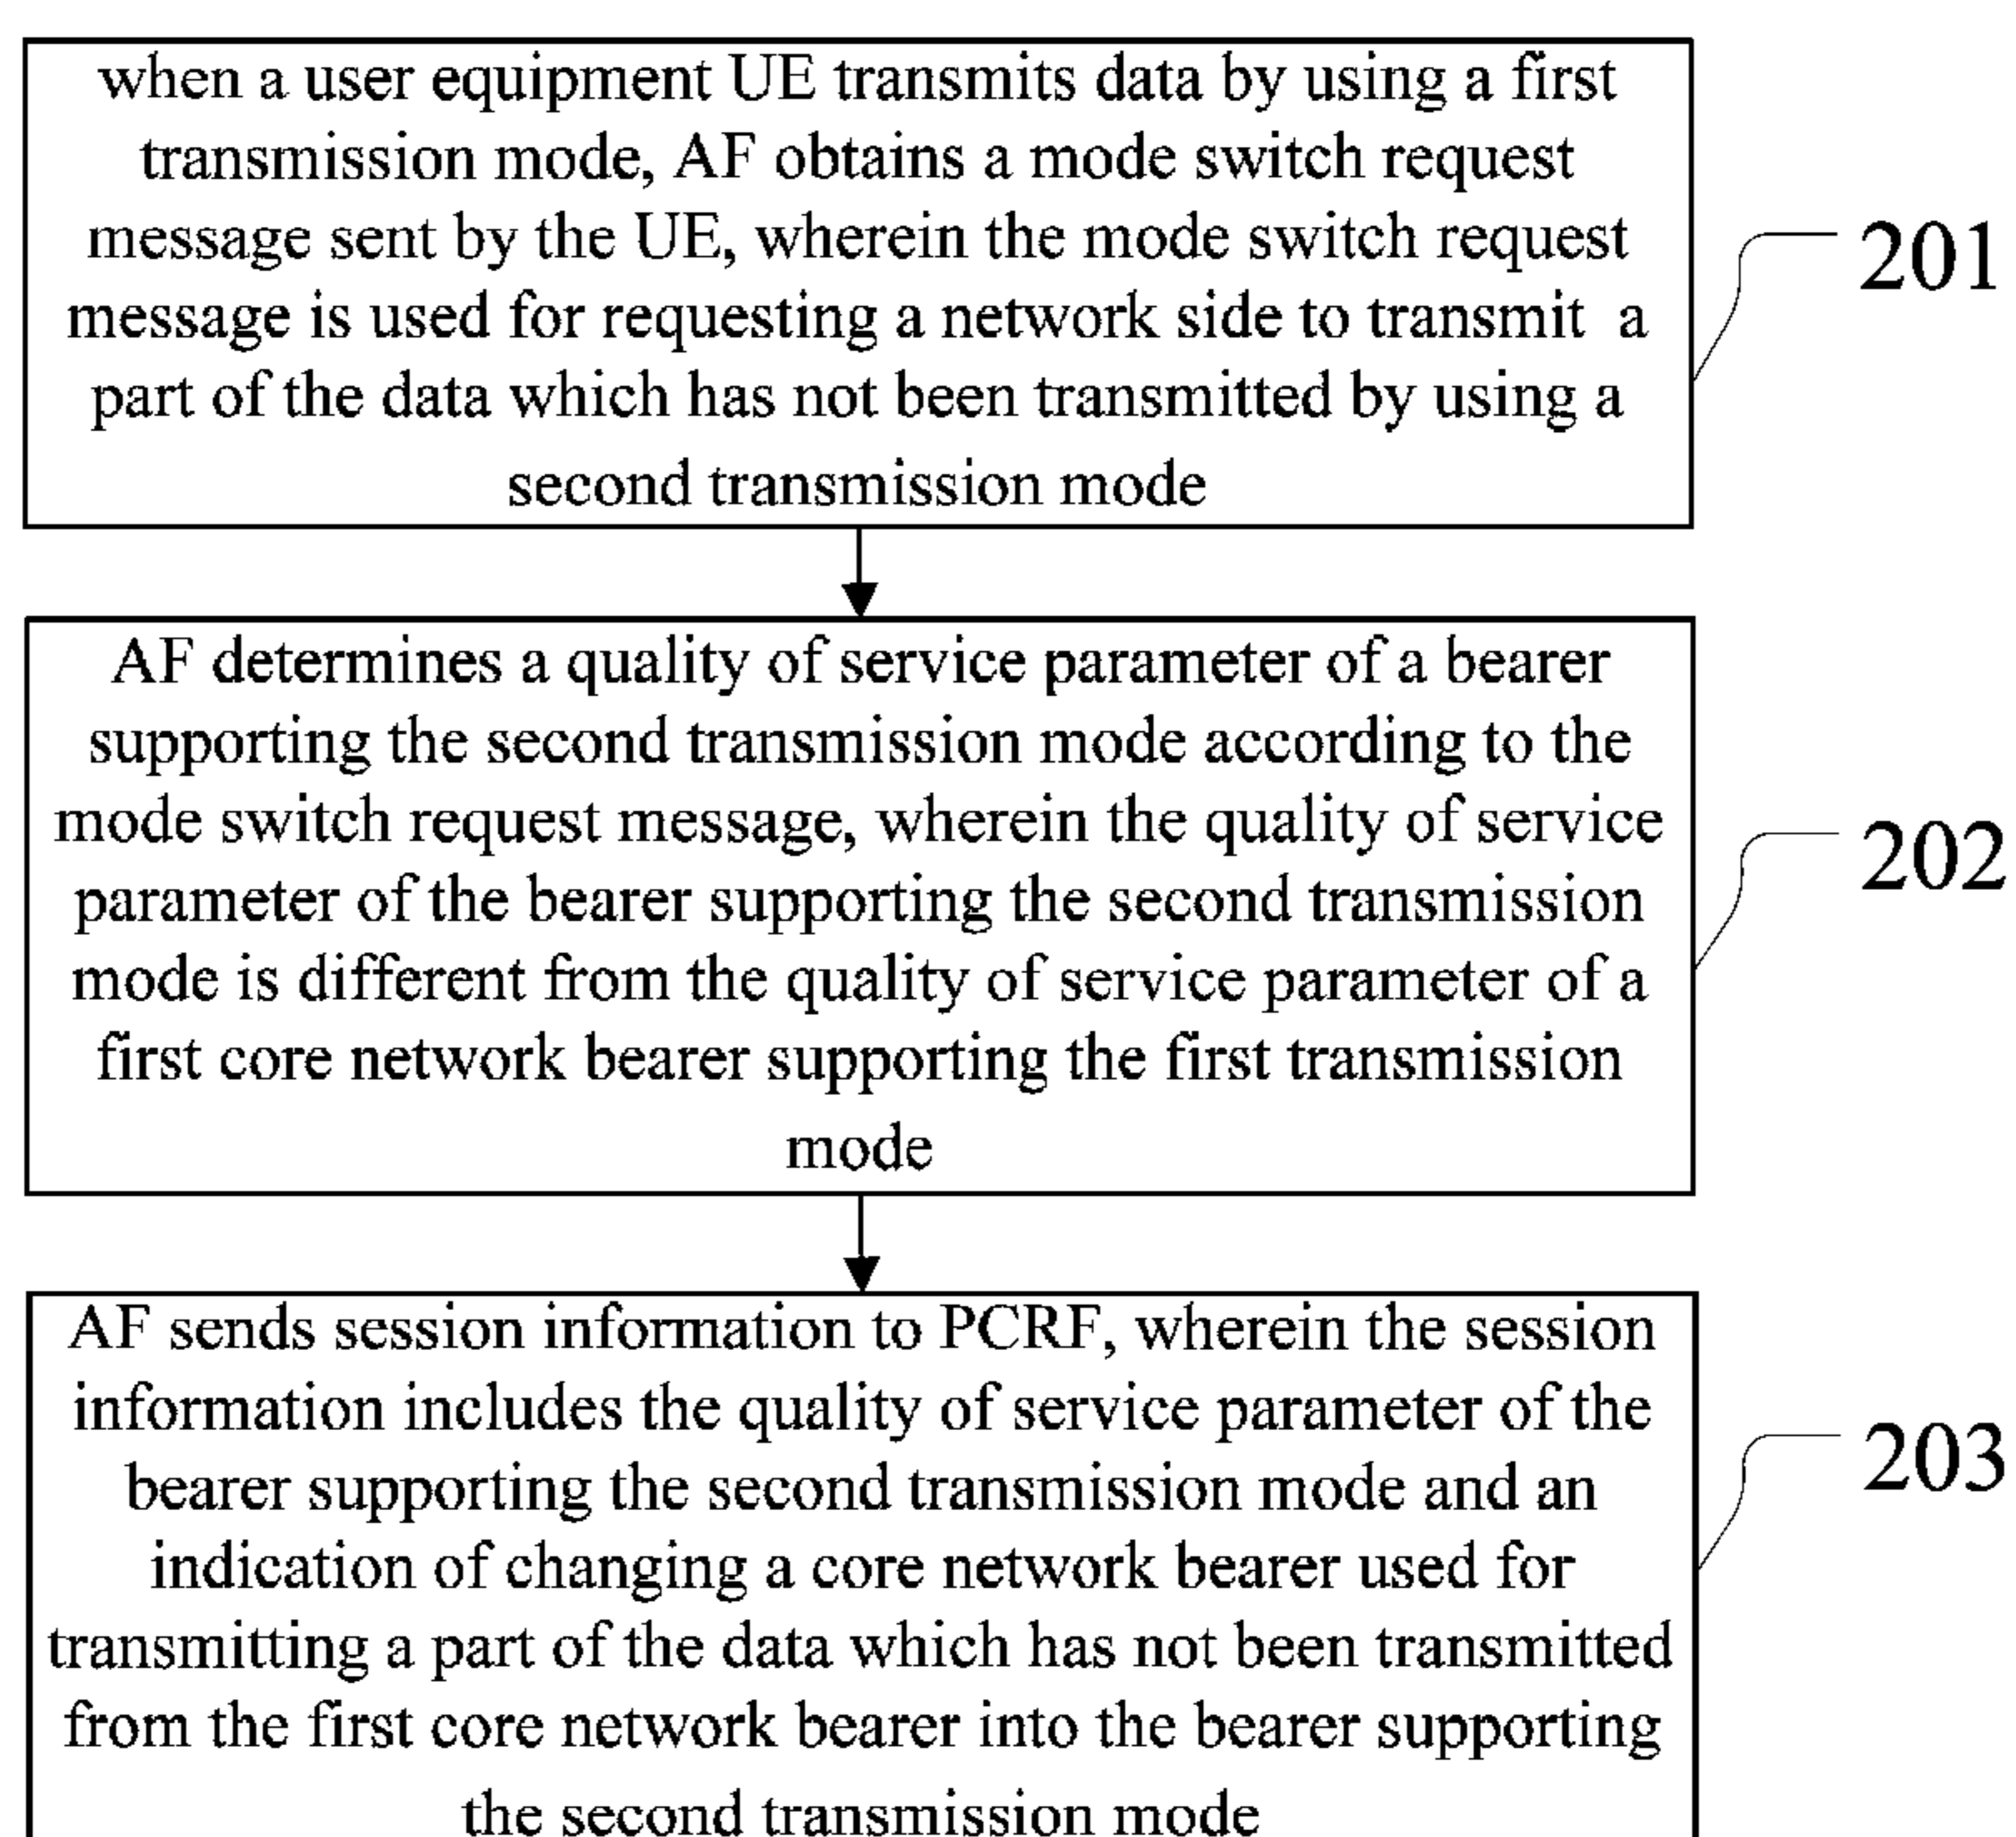 when a user equipment UE transmits data by using a first
transmission mode, AF obtains a mode switch request
message sent by the UE, wherein the mode switch request
message is used for requesting a network side to transmit a
part of the data which has not been transmitted by using a
second transmission mode
201
AF determines a quality of service parameter of a bearer
supporting the second transmission mode according to the
mode switch request message, wherein the quality of service
parameter of the bearer supporting the second transmission
mode is different from the quality of service parameter of a
first core network bearer supporting the first transmission
mode
202
AF sends session information to PCRF, wherein the session
information includes the quality of service parameter of the
bearer supporting the second transmission mode and an
indication of changing a core network bearer used for
transmitting a part of the data which has not been transmitted
from the first core network bearer into the bearer supporting
the second transmission mode
203